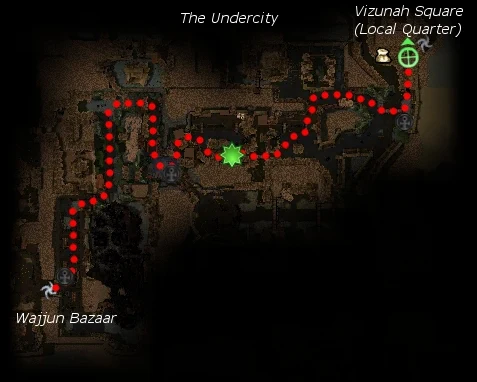 The Undercity
Vizunah Square
(Local Quarter)
Wajjun Bazaar